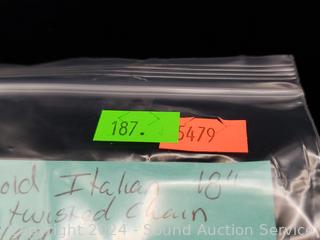 187. 5479
old Italian 18"
twisted chain
Copyright 2024 - Sound Auction Service